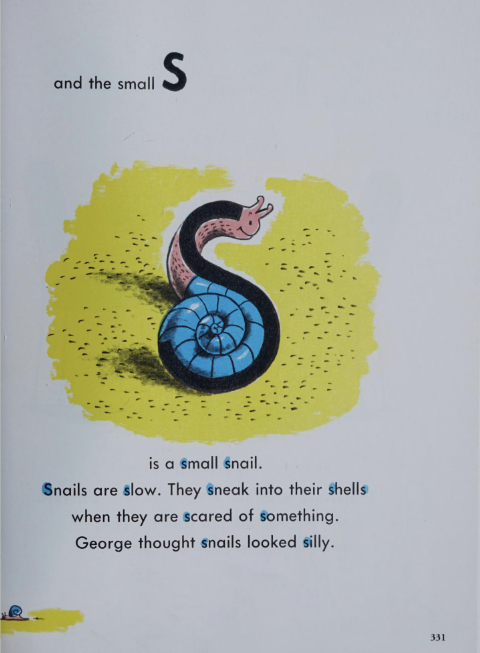 and the small S
is a small snail.
Snails are slow. They sneak into their shells
when they are scared of something.
George thought snails looked silly.
331